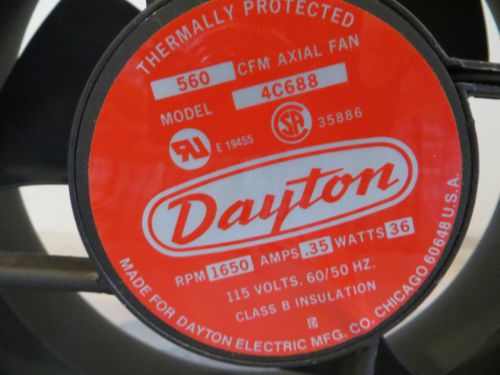 THERMALLY PROTECTED
560 CFM AXIAL FAN
MODEL 4C688
E 19455 SA 35886
Dayton
RPM 1650 AMPS .35 WATTS 36
115 VOLTS. 60/50 HZ.
CLASS B INSULATION
MADE FOR DAYTON ELECTRIC MFG. CO. CHICAGO 60648 U.S.A.